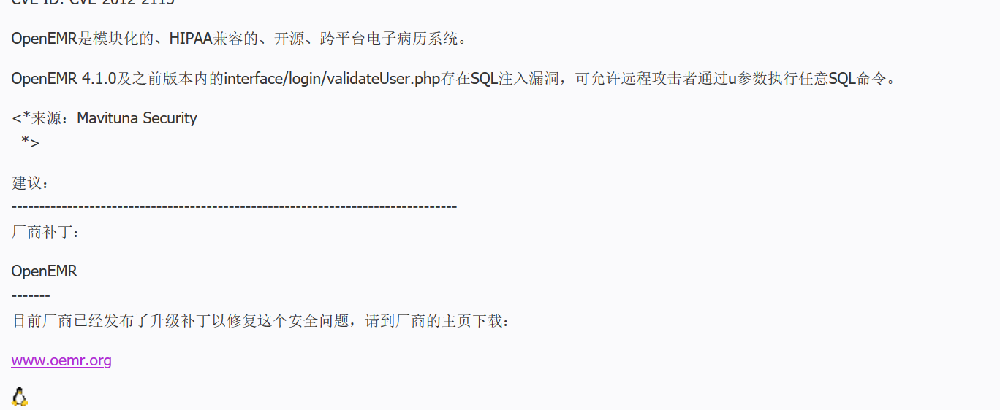 CVE ID: CVE-2012-2115
OpenEMR是模块化的、HIPAA兼容的、开源、跨平台电子病历系统。
OpenEMR 4.1.0及之前版本内的interface/login/validateUser.php存在SQL注入漏洞，可允许远程攻击者通过u参数执行任意SQL命令。
<*来源：Mavituna Security
*>
建议：
--------------------------------------------------------------------------------
厂商补丁：
OpenEMR
-------
目前厂商已经发布了升级补丁以修复这个安全问题，请到厂商的主页下载：
www.oemr.org